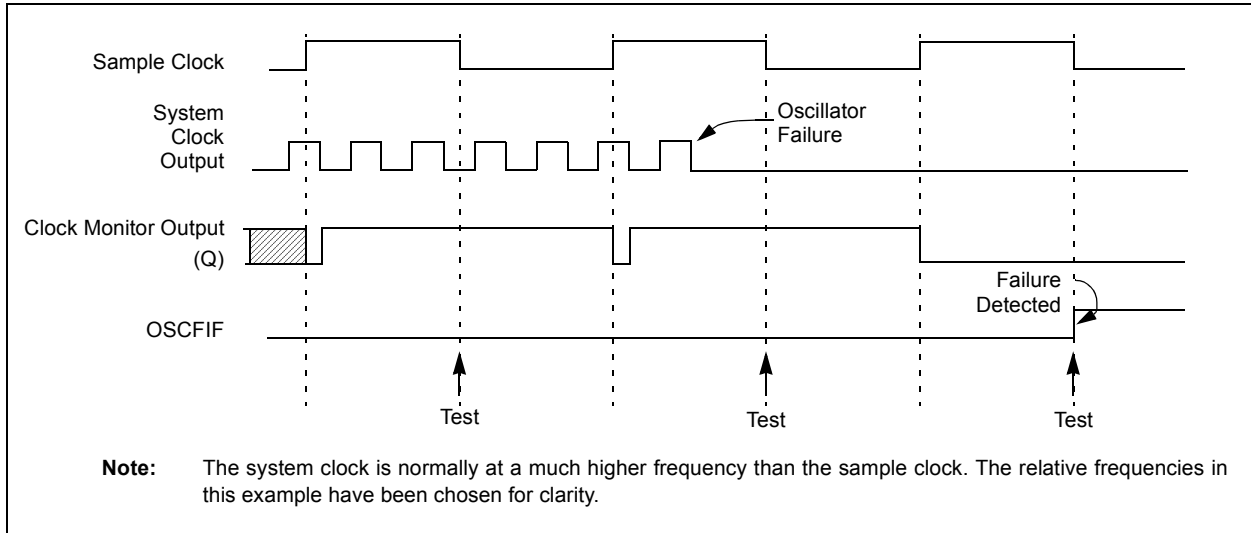 Sample Clock
System
Clock
Output
Oscillator
Failure
Clock Monitor Output
(Q)
Failure
Detected
OSCFIF
Test
Test
Test
Note: The system clock is normally at a much higher frequency than the sample clock. The relative frequencies in
this example have been chosen for clarity.